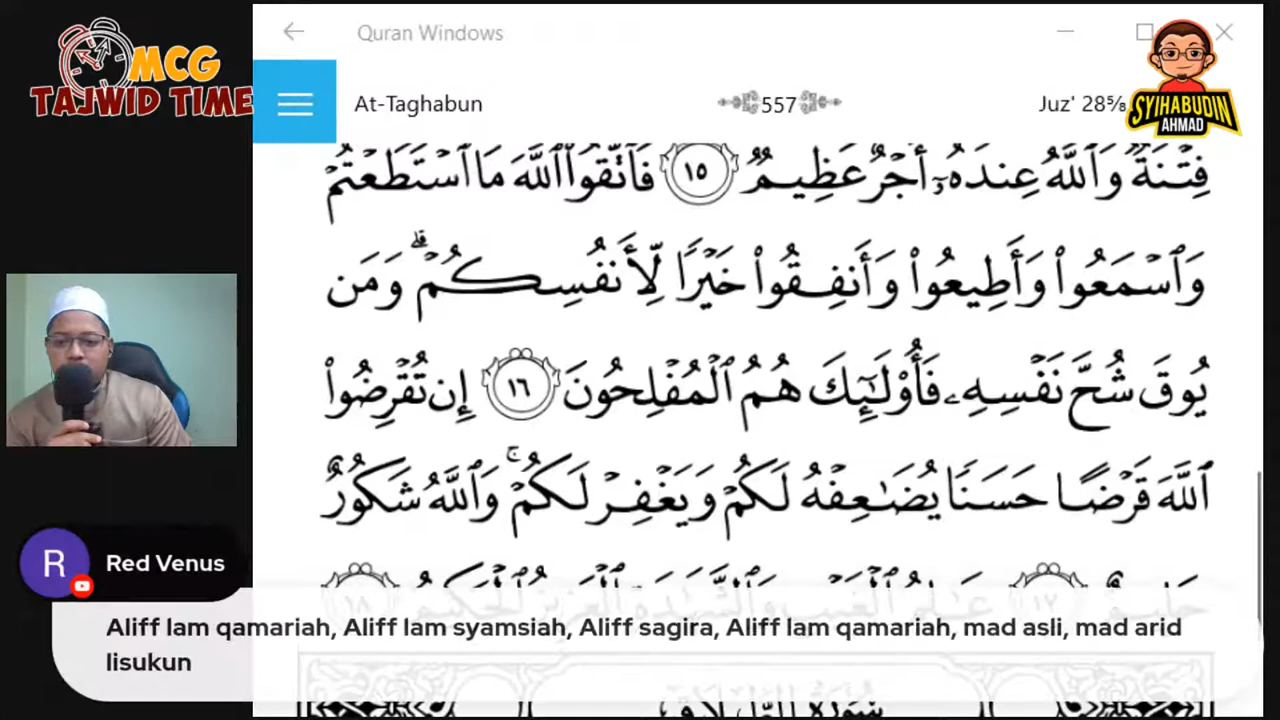 MCG
TAJWID TIME
Quran Windows
SYIHABUDIN
AHMAD
At-Taghabun
557
Juz' 28⅝
فِتْنَةٌ ۚ وَٱللَّهُ عِندَهُۥٓ أَجْرٌ عَظِيمٌ ١٥ فَٱتَّقُوا۟ ٱللَّهَ مَا ٱسْتَطَعْتُمْ
وَٱسْمَعُوا۟ وَأَطِيعُوا۟ وَأَنفِقُوا۟ خَيْرًا لِّأَنفُسِكُمْ ۗ وَمَن
يُوقَ شُحَّ نَفْسِهِۦ فَأُو۟لَـٰٓئِكَ هُمُ ٱلْمُفْلِحُونَ ١٦ إِن تُقْرِضُوا۟
ٱللَّهَ قَرْضًا حَسَنًا يُضَـٰعِفْهُ لَكُمْ وَيَغْفِرْ لَكُمْ ۚ وَٱللَّهُ شَكُورٌ
R
Red Venus
Aliff lam qamariah, Aliff lam syamsiah, Aliff sagira, Aliff lam qamariah, mad asli, mad arid
lisukun